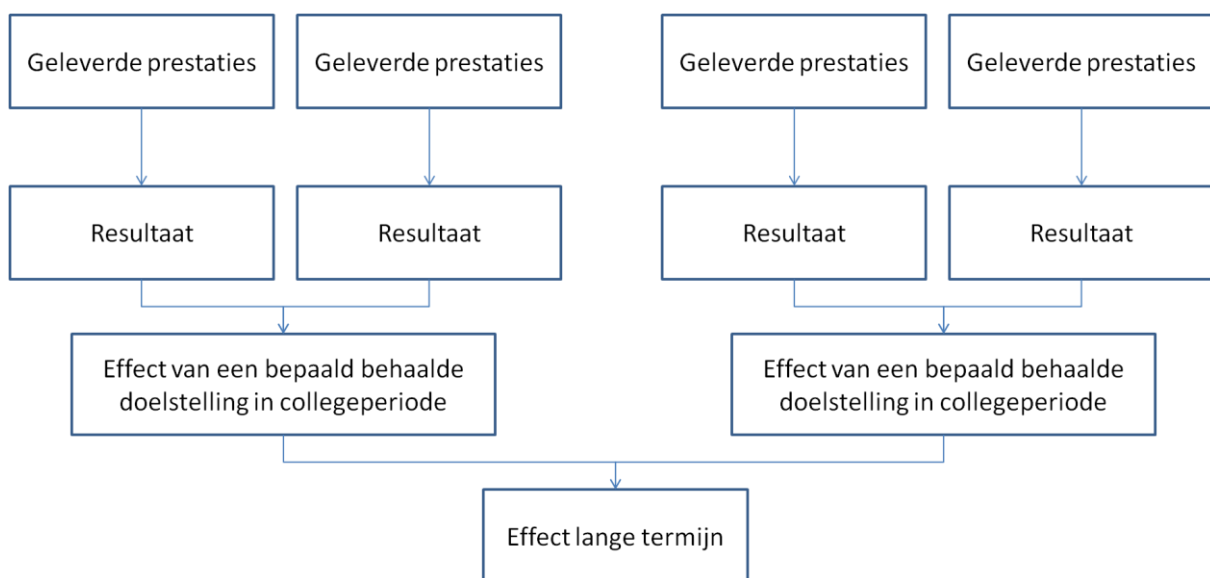 Geleverde prestaties
Geleverde prestaties
Geleverde prestaties
Geleverde prestaties
Resultaat
Resultaat
Resultaat
Resultaat
Effect van een bepaald behaalde
doelstelling in collegeperiode
Effect van een bepaald behaalde
doelstelling in collegeperiode
Effect lange termijn